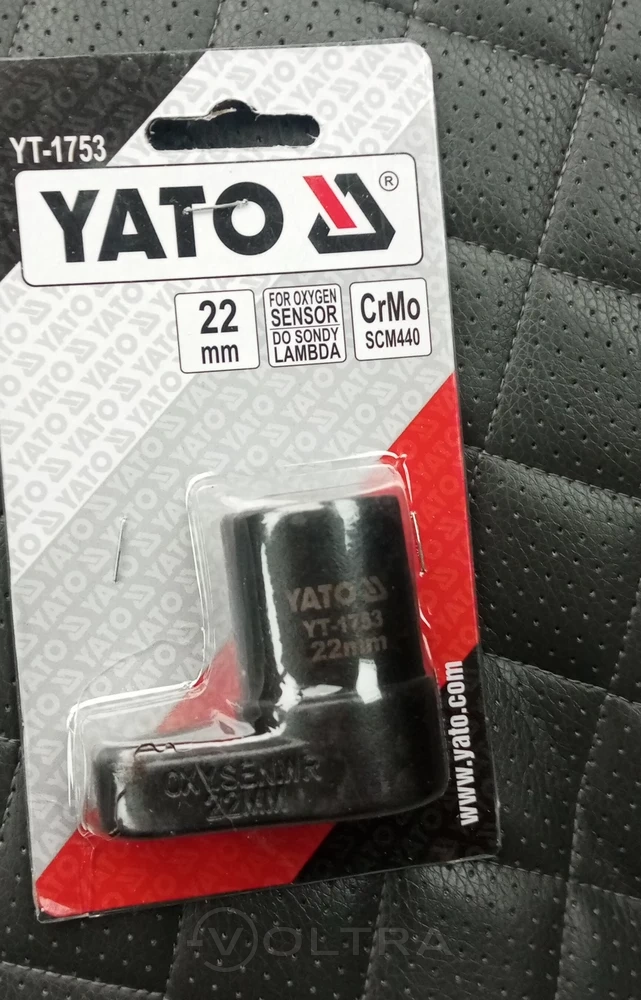 YT-1753
YATO ®
22
mm
FOR OXYGEN
SENSOR
DO SONDY
LAMBDA
CrMo
SCM440
YATO
YT-1753
22mm
22MM
www.yato.com
VOLTRA